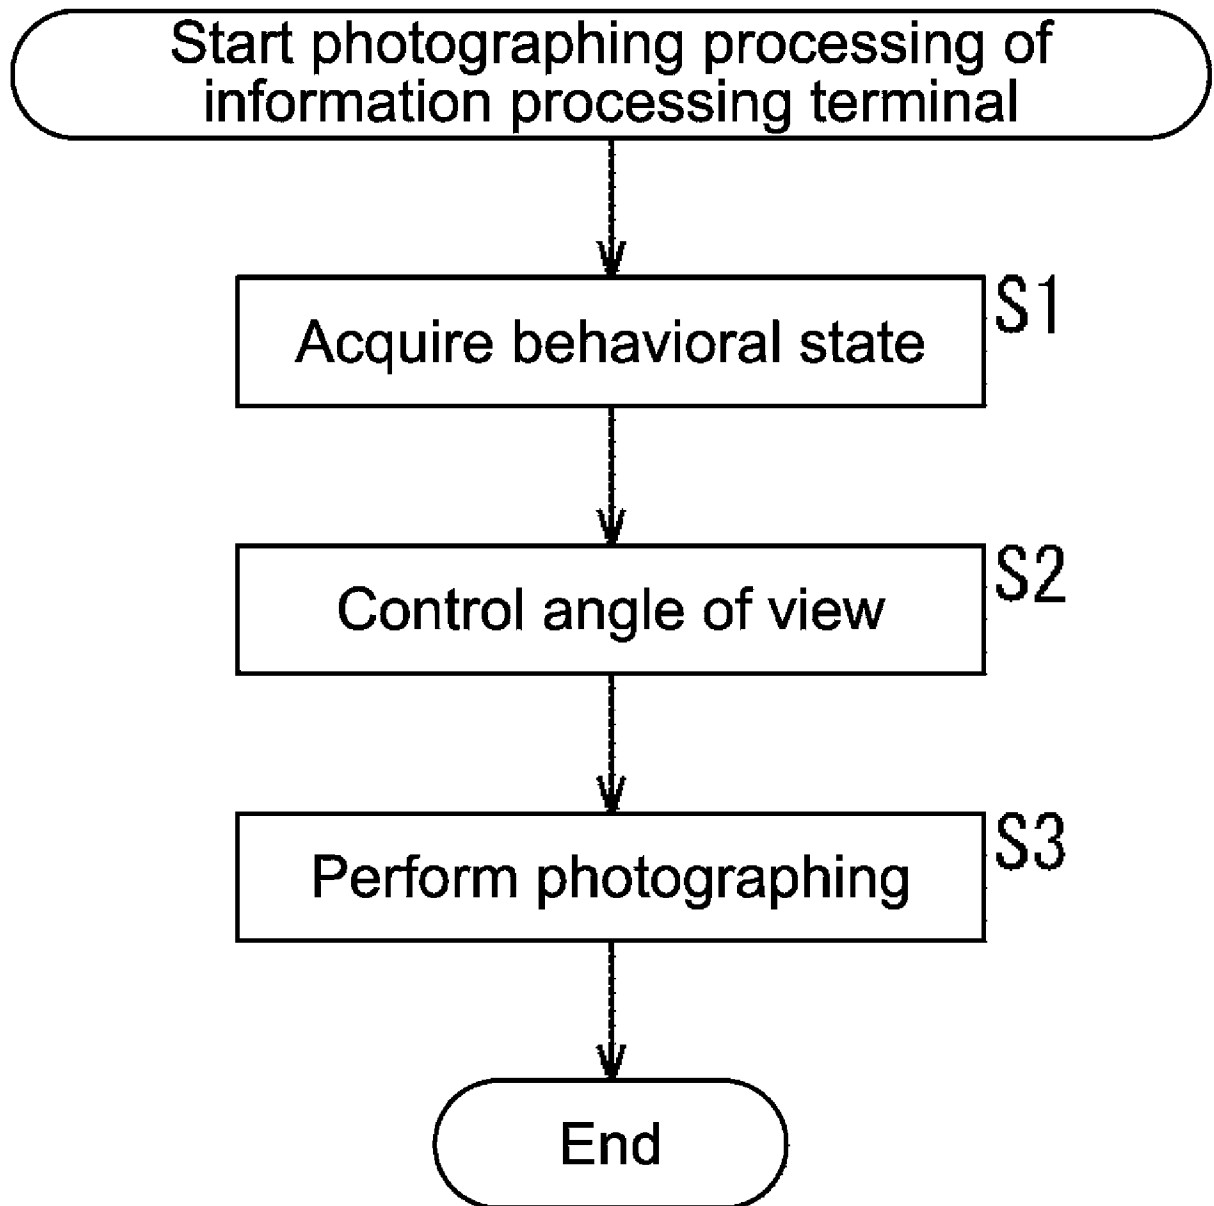 Start photographing processing of
information processing terminal
Acquire behavioral state
S1
Control angle of view
S2
Perform photographing
S3
End